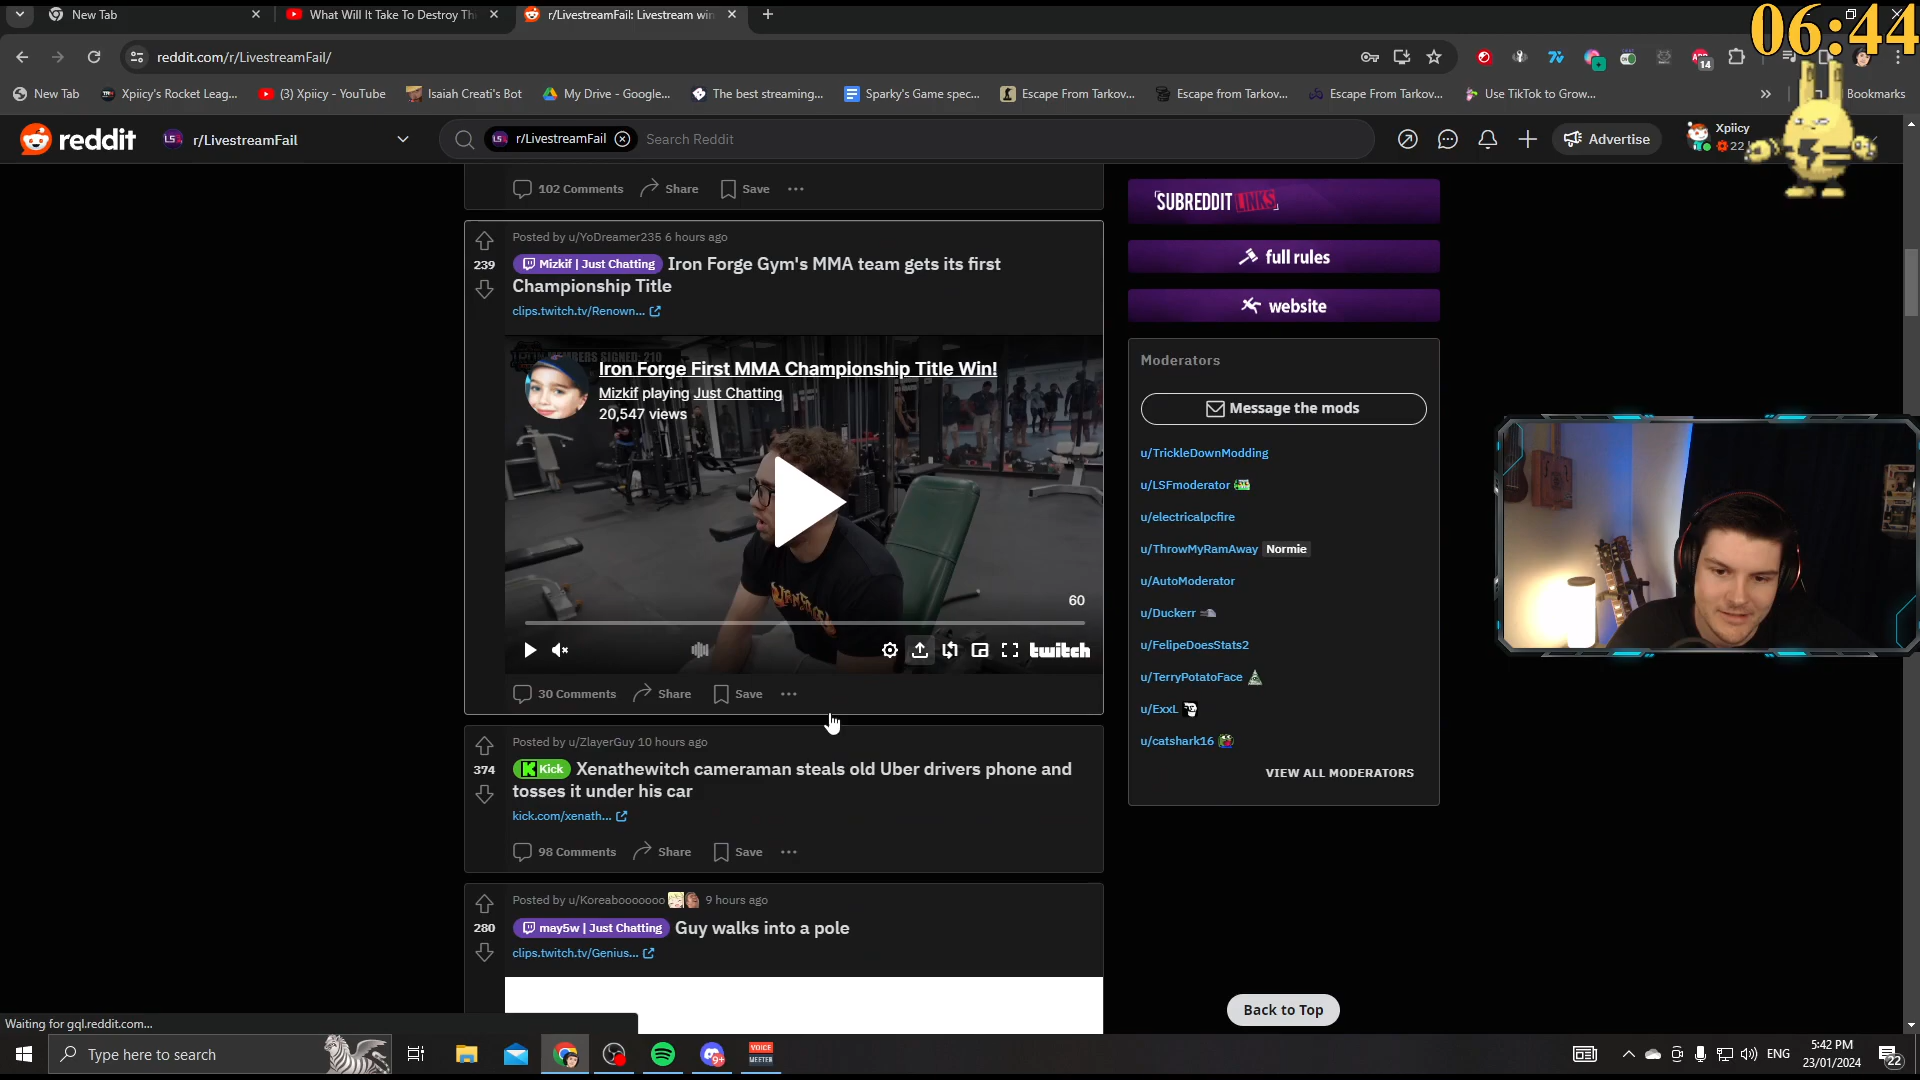 New Tab
What Will It Take To Destroy Th
r/LivestreamFail: Livestream win
06:44
reddit.com/r/LivestreamFail/
14
New Tab
Xpiicy's Rocket Leag...
(3) Xpiicy - YouTube
Isaiah Creati's Bot
My Drive - Google...
The best streaming...
Sparky's Game spec...
Escape From Tarkov...
Escape from Tarkov...
Escape From Tarkov...
Use TikTok to Grow...
»
Bookmarks
reddit
r/LivestreamFail
r/LivestreamFail
Search Reddit
Advertise
Xpiicy
22
102 Comments
Share
Save
Posted by u/YoDreamer235 6 hours ago
239
Mizkif | Just Chatting Iron Forge Gym's MMA team gets its first
Championship Title
clips.twitch.tv/Renown...
MEMBERS SIGNED: 210
Iron Forge First MMA Championship Title Win!
Mizkif playing Just Chatting
20,547 views
60
twitch
30 Comments
Share
Save
Posted by u/ZlayerGuy 10 hours ago
374
Kick Xenathewitch cameraman steals old Uber drivers phone and
tosses it under his car
kick.com/xenath...
98 Comments
Share
Save
Posted by u/Koreabooooooo 9 hours ago
280
may5w | Just Chatting Guy walks into a pole
clips.twitch.tv/Genius...
SUBREDDIT LINKS
full rules
website
Moderators
Message the mods
u/TrickleDownModding
u/LSFmoderator
u/electricalpcfire
u/ThrowMyRamAway Normie
u/AutoModerator
u/Duckerr
u/FelipeDoesStats2
u/TerryPotatoFace
u/ExxL
u/catshark16
VIEW ALL MODERATORS
Back to Top
Waiting for gql.reddit.com...
Type here to search
9+
VOICE
MEETER
ENG
5:42 PM
23/01/2024
22